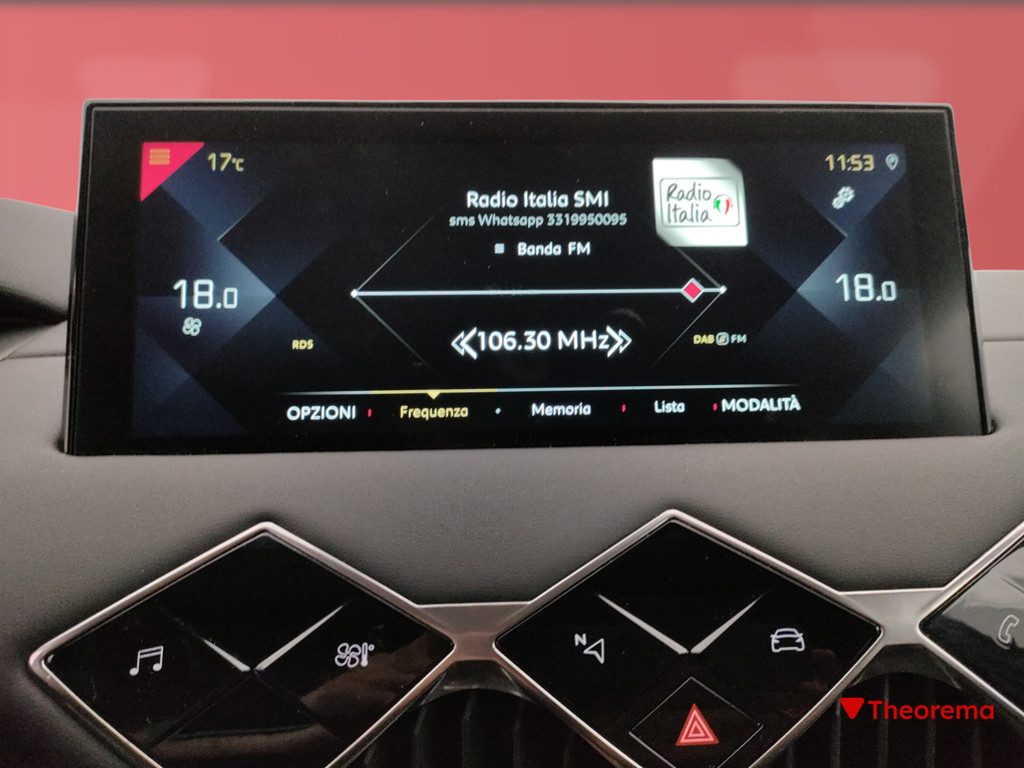 17°C
11:53
Radio Italia SMI
sms Whatsapp 3319950095
Radio
Italia
Banda FM
18.0
18.0
106.30 MHz
RDS
DAB FM
OPZIONI Frequenza Memoria Lista MODALITÀ
N
Theorema